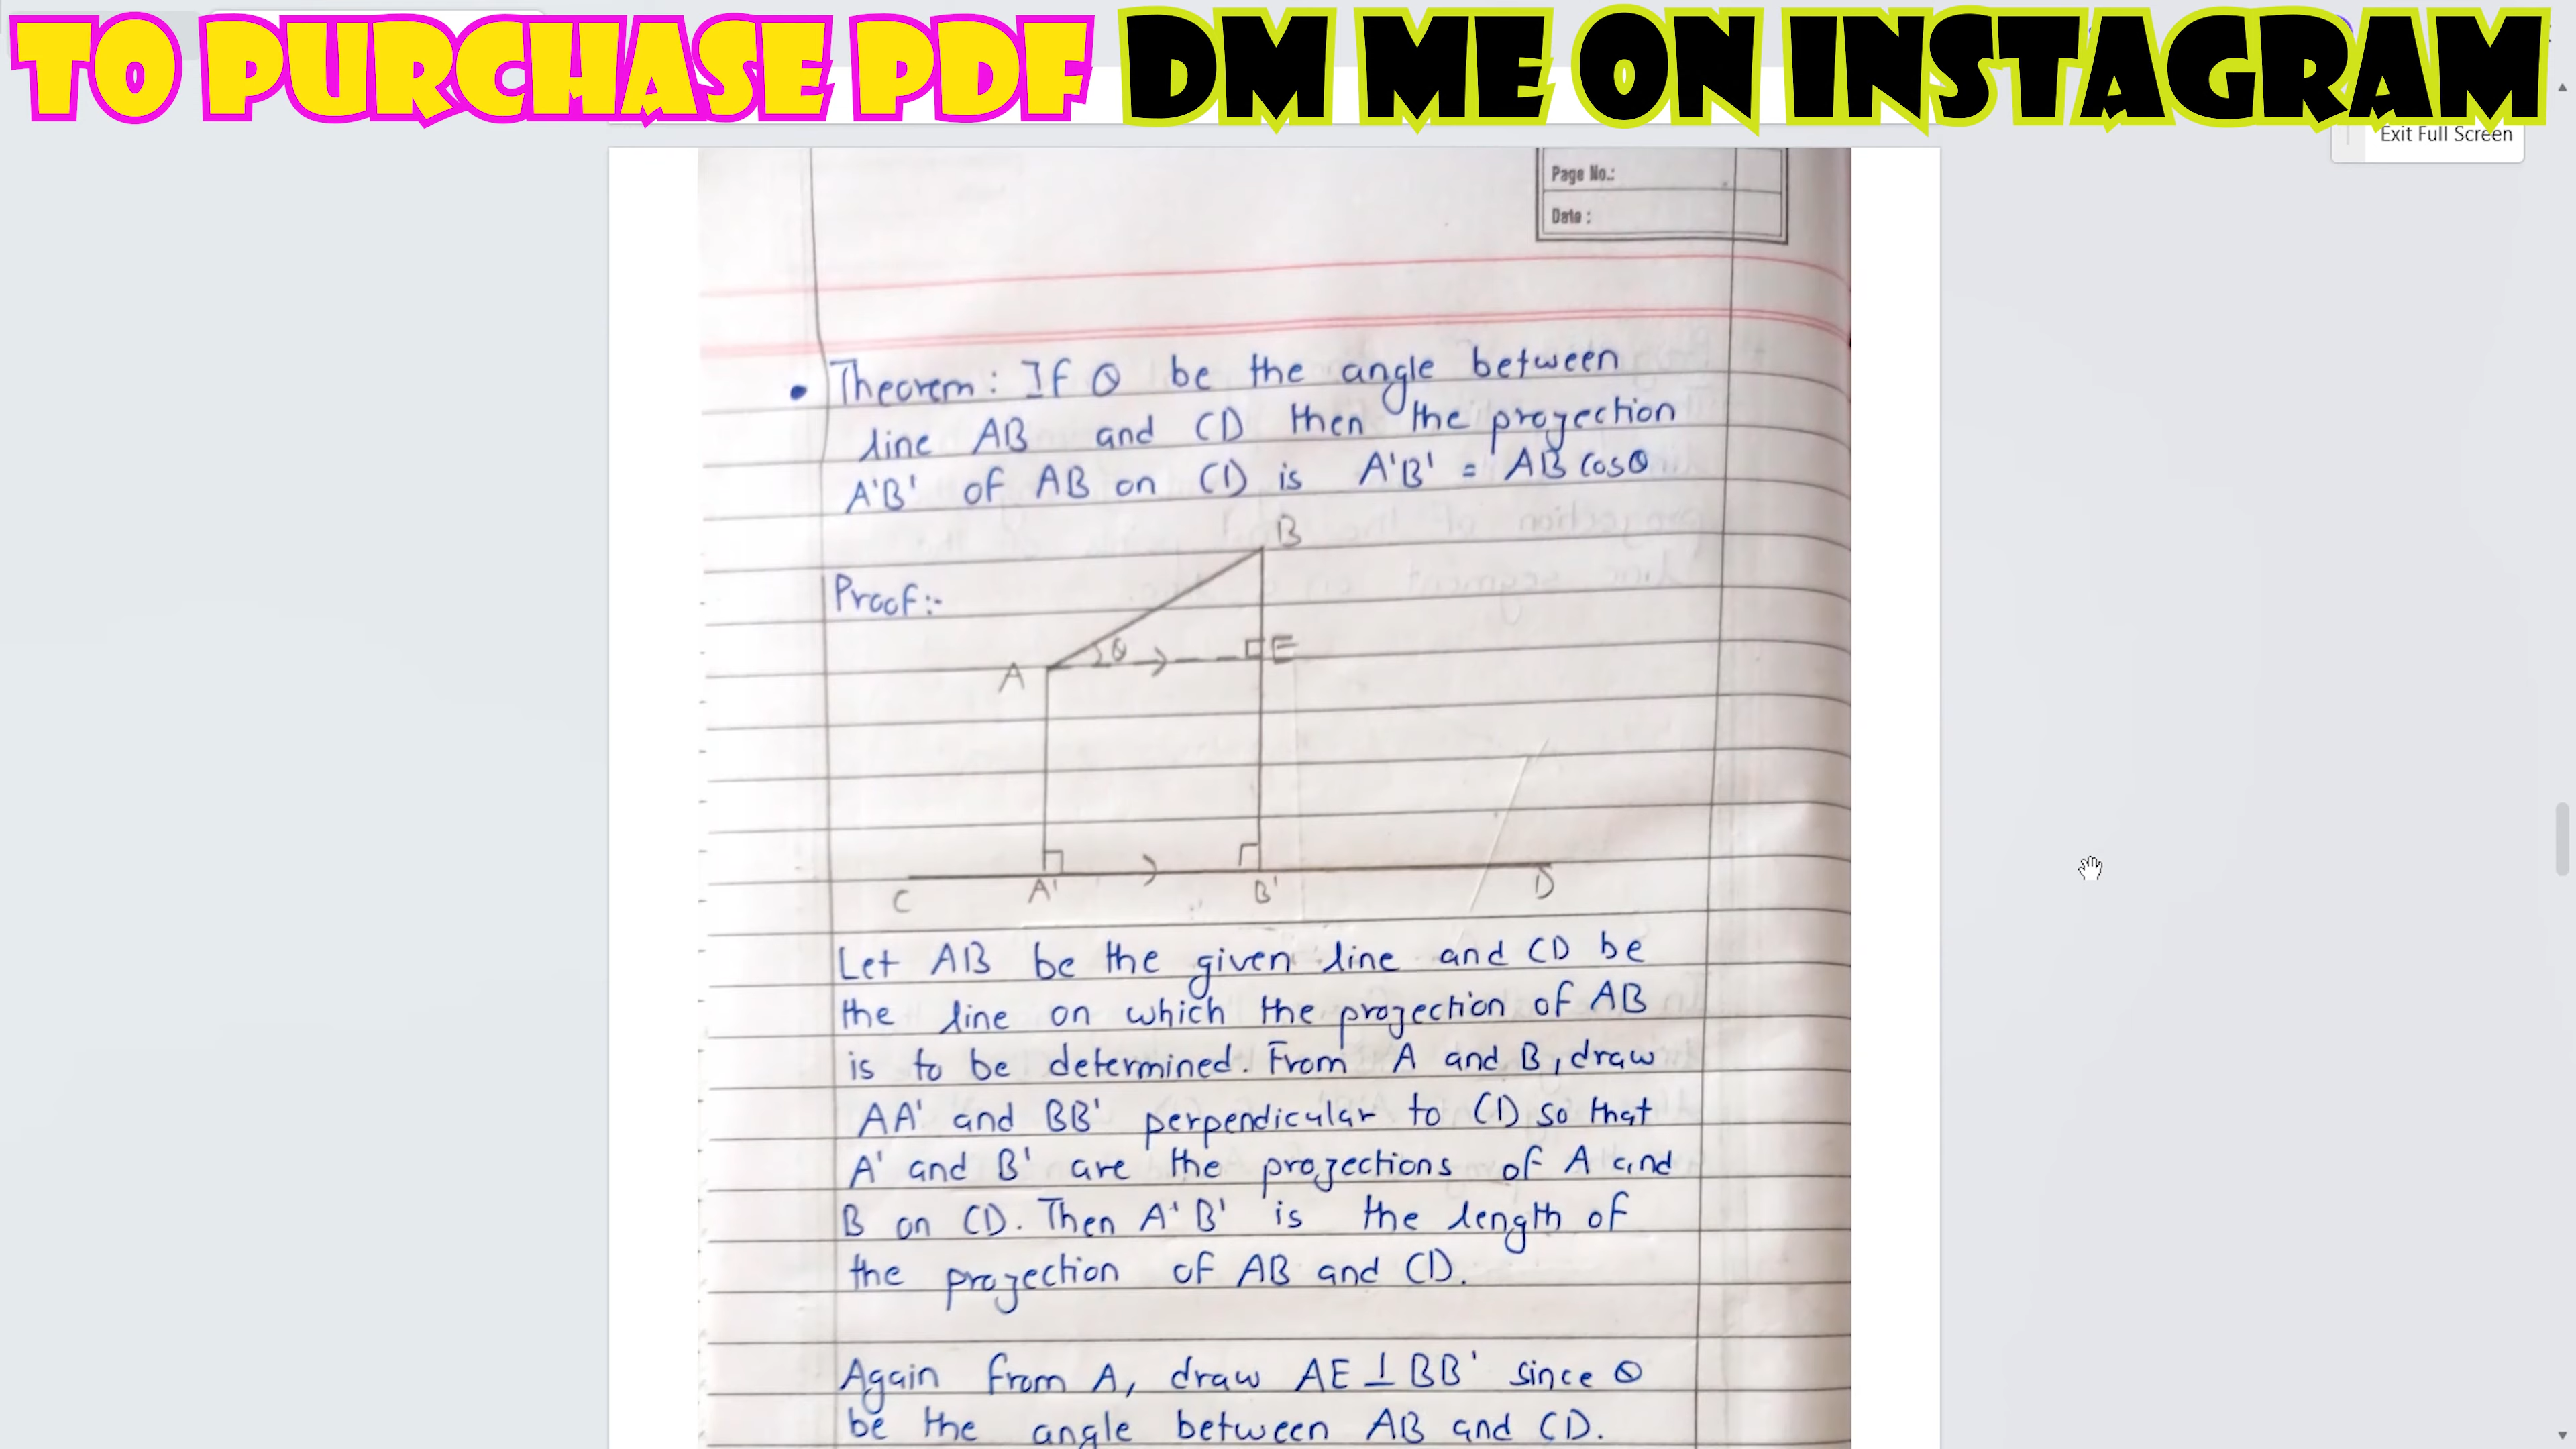 TO PURCHASE PDF DM ME ON INSTAGRAM
Exit Full Screen
Page No.:
Date :
• Theorem: If θ be the angle between
line AB and CD then the projection
A'B' of AB on CD is A'B' = AB cosθ
Proof:-
B
θ
E
A
C
A'
B'
D
Let AB be the given line and CD be
the line on which the projection of AB
is to be determined. From A and B, draw
AA' and BB' perpendicular to CD so that
A' and B' are the projections of A and
B on CD. Then A'B' is the length of
the projection of AB and CD.
Again from A, draw AE ⊥ BB' since θ
be the angle between AB and CD.